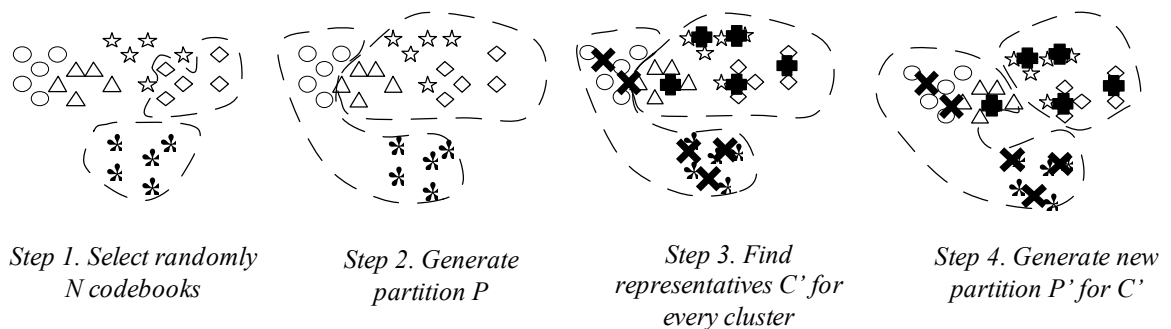 Step 1. Select randomly
N codebooks
Step 2. Generate
partition P
Step 3. Find
representatives C’ for
every cluster
Step 4. Generate new
partition P’ for C’